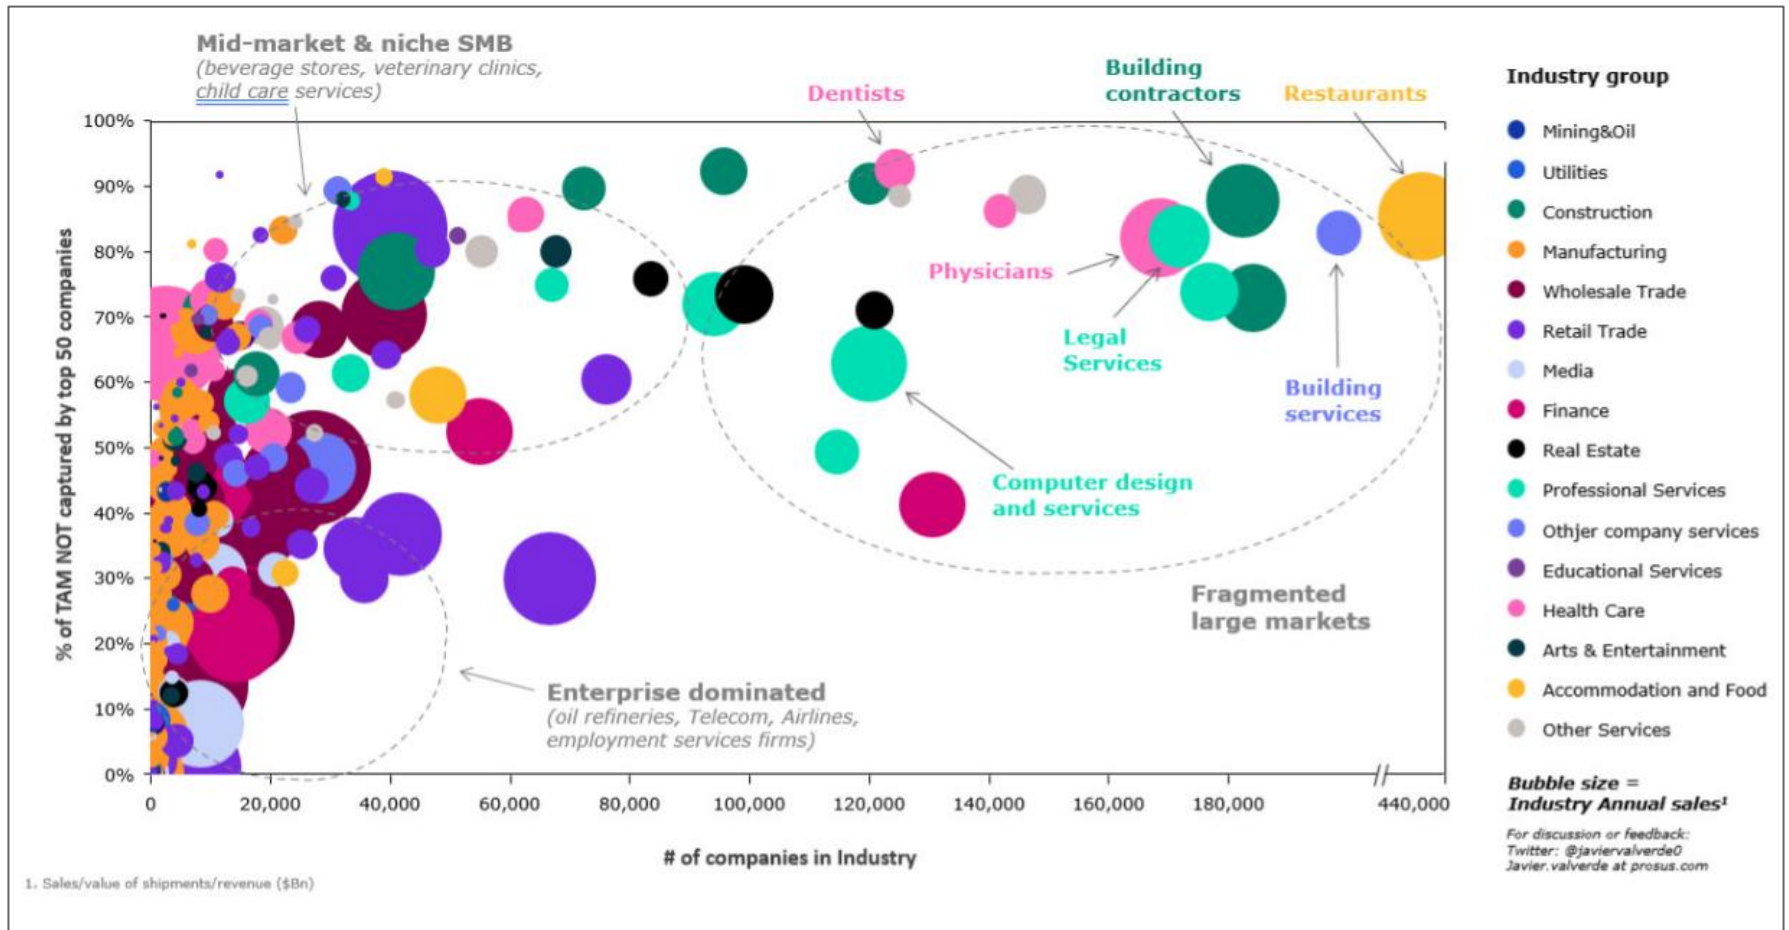 Mid-market & niche SMB
(beverage stores, veterinary clinics,
child care services)
Dentists
Building
contractors
Restaurants
Physicians
Legal
Services
Building
services
Computer design
and services
Fragmented
large markets
Enterprise dominated
(oil refineries, Telecom, Airlines,
employment services firms)
% of TAM NOT captured by top 50 companies
100%
90%
80%
70%
60%
50%
40%
30%
20%
10%
0%
0
20,000
40,000
60,000
80,000
100,000
120,000
140,000
160,000
180,000
440,000
# of companies in Industry
1. Sales/value of shipments/revenue ($Bn)
Industry group
Mining&Oil
Utilities
Construction
Manufacturing
Wholesale Trade
Retail Trade
Media
Finance
Real Estate
Professional Services
Othjer company services
Educational Services
Health Care
Arts & Entertainment
Accommodation and Food
Other Services
Bubble size =
Industry Annual sales¹
For discussion or feedback:
Twitter: @javiervalverde0
Javier.valverde at prosus.com